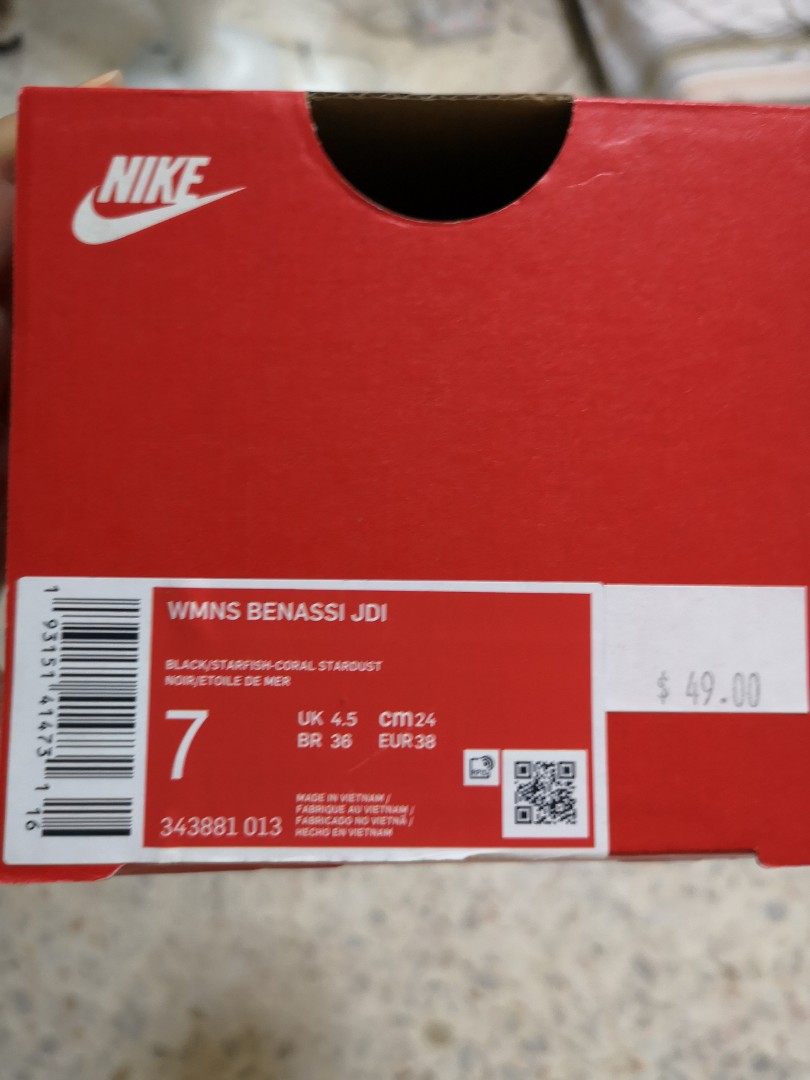 NIKE
WMNS BENASSI JDI
BLACK/STARFISH-CORAL STARDUST
NOIR/ETOILE DE MER
7
UK 4.5 cm 24
BR 36 EUR 38
$ 49.00
RFID
343881 013
MADE IN VIETNAM /
FABRIQUE AU VIETNAM /
FABRICADO NO VIETNÃ /
HECHO EN VIETNAM
1 93151 41473 1 16